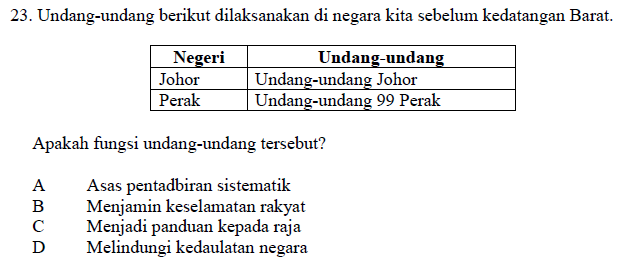 23. Undang-undang berikut dilaksanakan di negara kita sebelum kedatangan Barat.
Negeri Undang-undang
Johor Undang-undang Johor
Perak Undang-undang 99 Perak
Apakah fungsi undang-undang tersebut?
A Asas pentadbiran sistematik
B Menjamin keselamatan rakyat
C Menjadi panduan kepada raja
D Melindungi kedaulatan negara